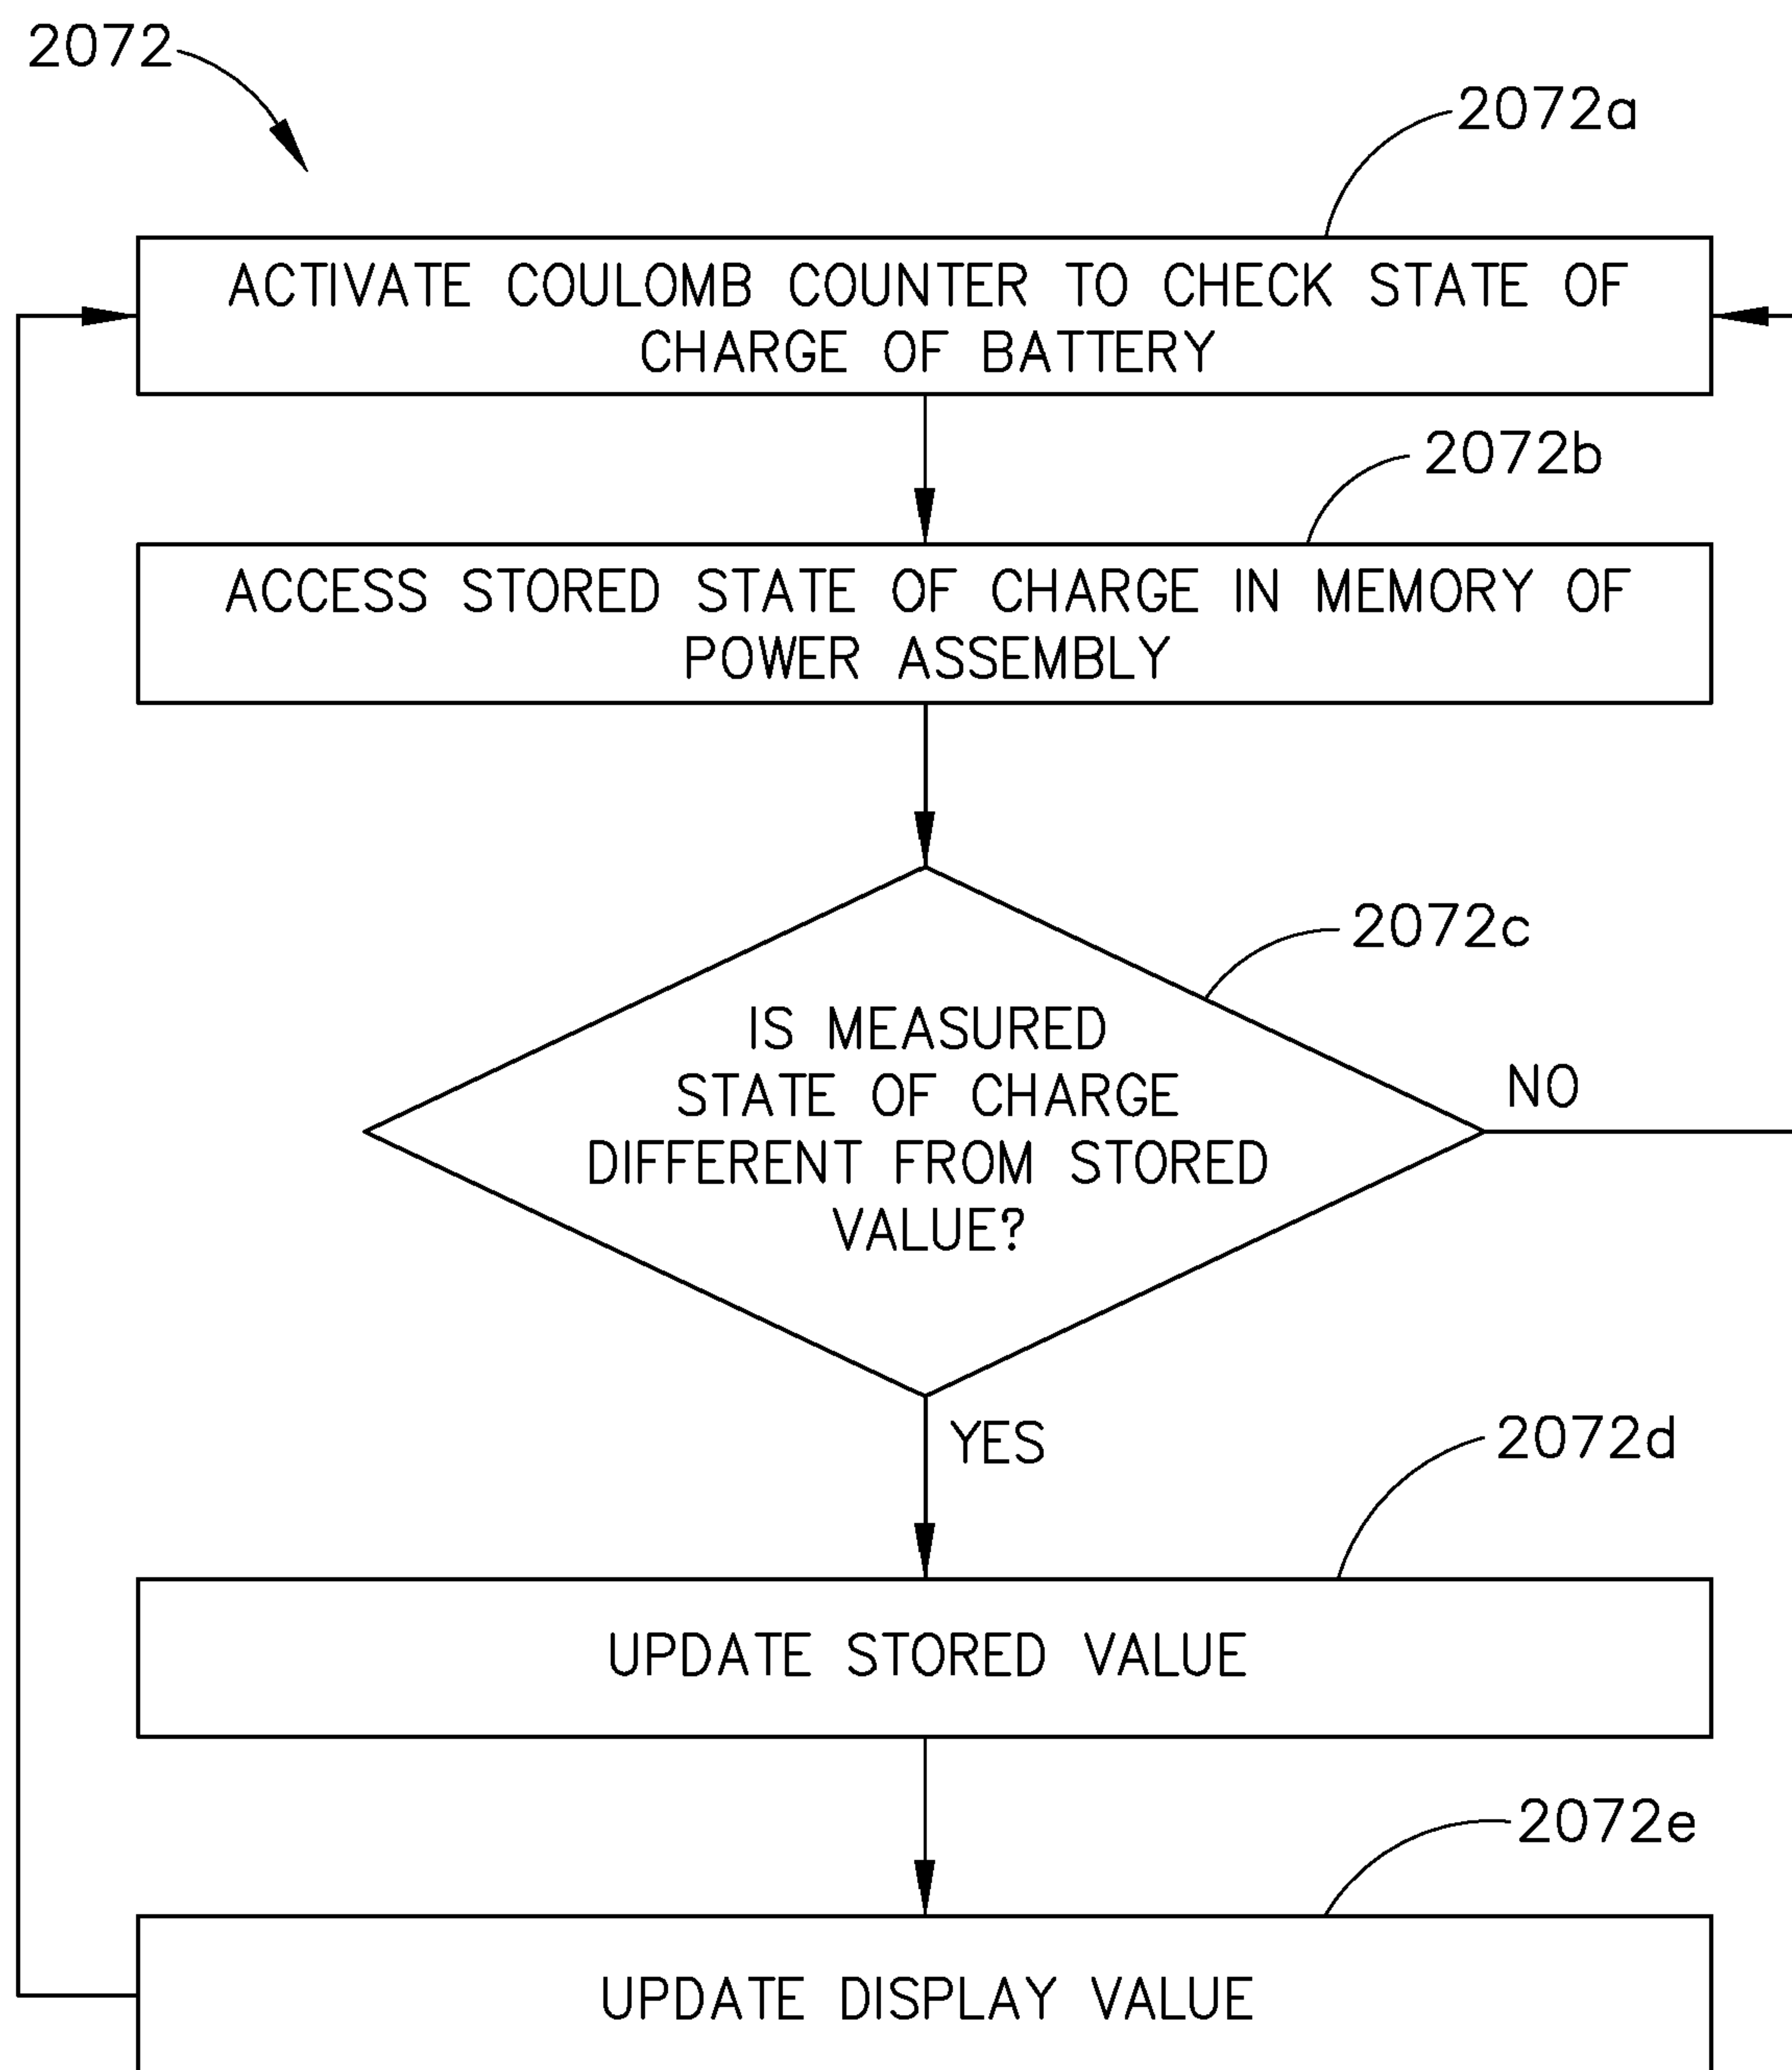 2072
2072a
ACTIVATE COULOMB COUNTER TO CHECK STATE OF
CHARGE OF BATTERY
2072b
ACCESS STORED STATE OF CHARGE IN MEMORY OF
POWER ASSEMBLY
2072c
IS MEASURED
STATE OF CHARGE
DIFFERENT FROM STORED
VALUE?
NO
YES
2072d
UPDATE STORED VALUE
2072e
UPDATE DISPLAY VALUE